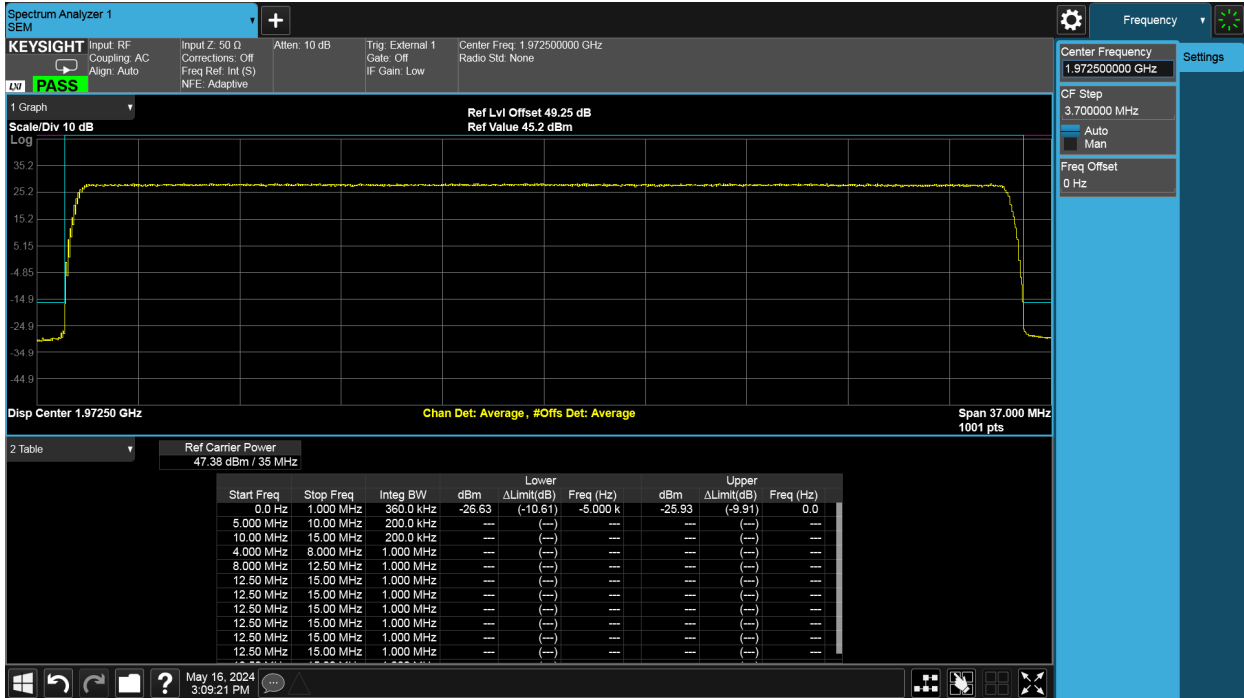 Spectrum Analyzer 1
SEM
Frequency
KEYSIGHT
LXI
PASS
Input: RF
Coupling: AC
Align: Auto
Input Z: 50 Ω
Corrections: Off
Freq Ref: Int (S)
NFE: Adaptive
Atten: 10 dB
Trig: External 1
Gate: Off
IF Gain: Low
Center Freq: 1.972500000 GHz
Radio Std: None
Center Frequency
1.972500000 GHz
Settings
CF Step
3.700000 MHz
Auto
Man
Freq Offset
0 Hz
1 Graph
Scale/Div 10 dB
Log
Ref Lvl Offset 49.25 dB
Ref Value 45.2 dBm
35.2
25.2
15.2
5.15
-4.85
-14.9
-24.9
-34.9
-44.9
Disp Center 1.97250 GHz
Chan Det: Average, #Offs Det: Average
Span 37.000 MHz
1001 pts
2 Table
Ref Carrier Power
47.38 dBm / 35 MHz
Lower Upper
Start Freq Stop Freq Integ BW dBm ΔLimit(dB) Freq (Hz) dBm ΔLimit(dB) Freq (Hz)
0.0 Hz 1.000 MHz 360.0 kHz -26.63 (-10.61) -5.000 k -25.93 (-9.91) 0.0
5.000 MHz 10.00 MHz 200.0 kHz --- (---) --- --- (---) ---
10.00 MHz 15.00 MHz 200.0 kHz --- (---) --- --- (---) ---
4.000 MHz 8.000 MHz 1.000 MHz --- (---) --- --- (---) ---
8.000 MHz 12.50 MHz 1.000 MHz --- (---) --- --- (---) ---
12.50 MHz 15.00 MHz 1.000 MHz --- (---) --- --- (---) ---
12.50 MHz 15.00 MHz 1.000 MHz --- (---) --- --- (---) ---
12.50 MHz 15.00 MHz 1.000 MHz --- (---) --- --- (---) ---
12.50 MHz 15.00 MHz 1.000 MHz --- (---) --- --- (---) ---
12.50 MHz 15.00 MHz 1.000 MHz --- (---) --- --- (---) ---
12.50 MHz 15.00 MHz 1.000 MHz --- (---) --- --- (---) ---
May 16, 2024
3:09:21 PM